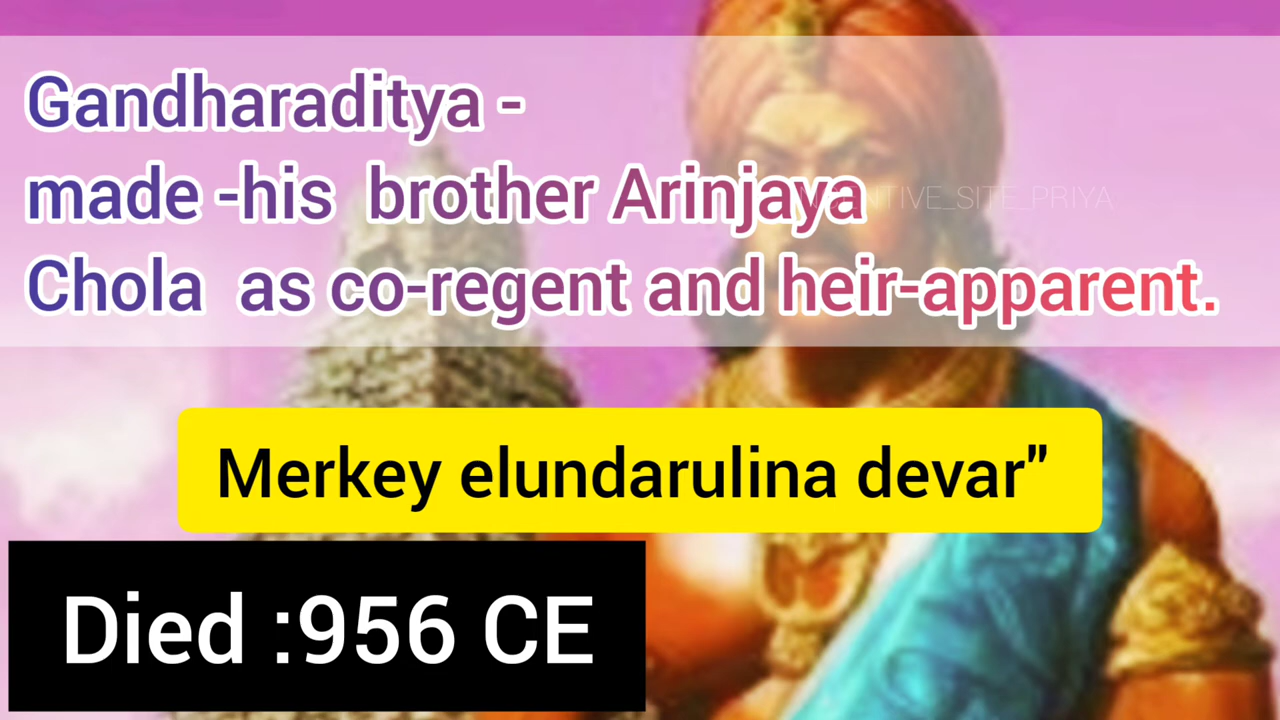 Gandharaditya -
made -his brother Arinjaya
Chola as co-regent and heir-apparent.
Merkey elundarulina devar"
Died :956 CE